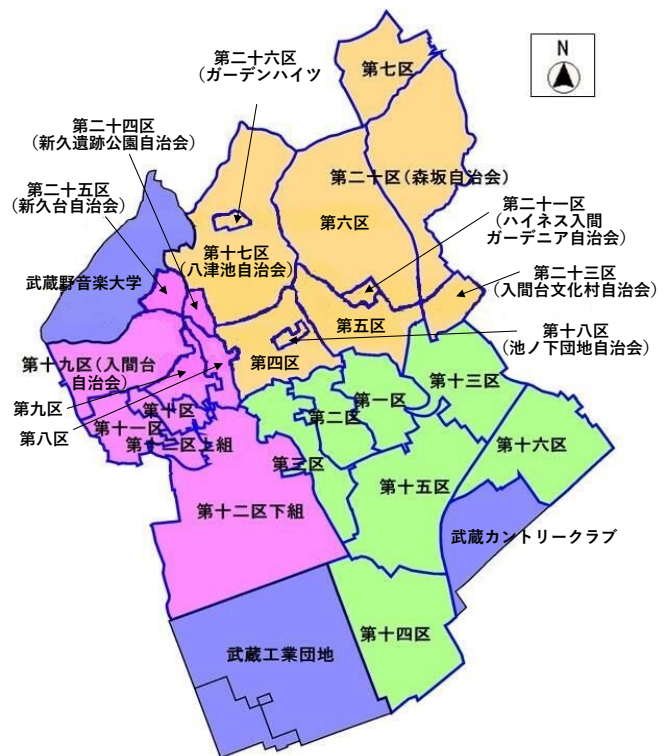 N
第七区
第二十六区
(ガーデンハイツ)
第二十四区
(新久遺跡公園自治会)
第二十区(森坂自治会)
第二十五区
(新久台自治会)
第二十一区
(ハイネス入間
ガーデニア自治会)
第六区
第十七区
(八津池自治会)
武蔵野音楽大学
第二十三区
(入間台文化村自治会)
第五区
第十八区
(池ノ下団地自治会)
第四区
第十九区(入間台
自治会)
第十三区
第一区
第九区
第十区
第二区
第八区
第十一区
第十二区上組
第十六区
第三区
第十五区
第十二区下組
武蔵カントリークラブ
第十四区
武蔵工業団地